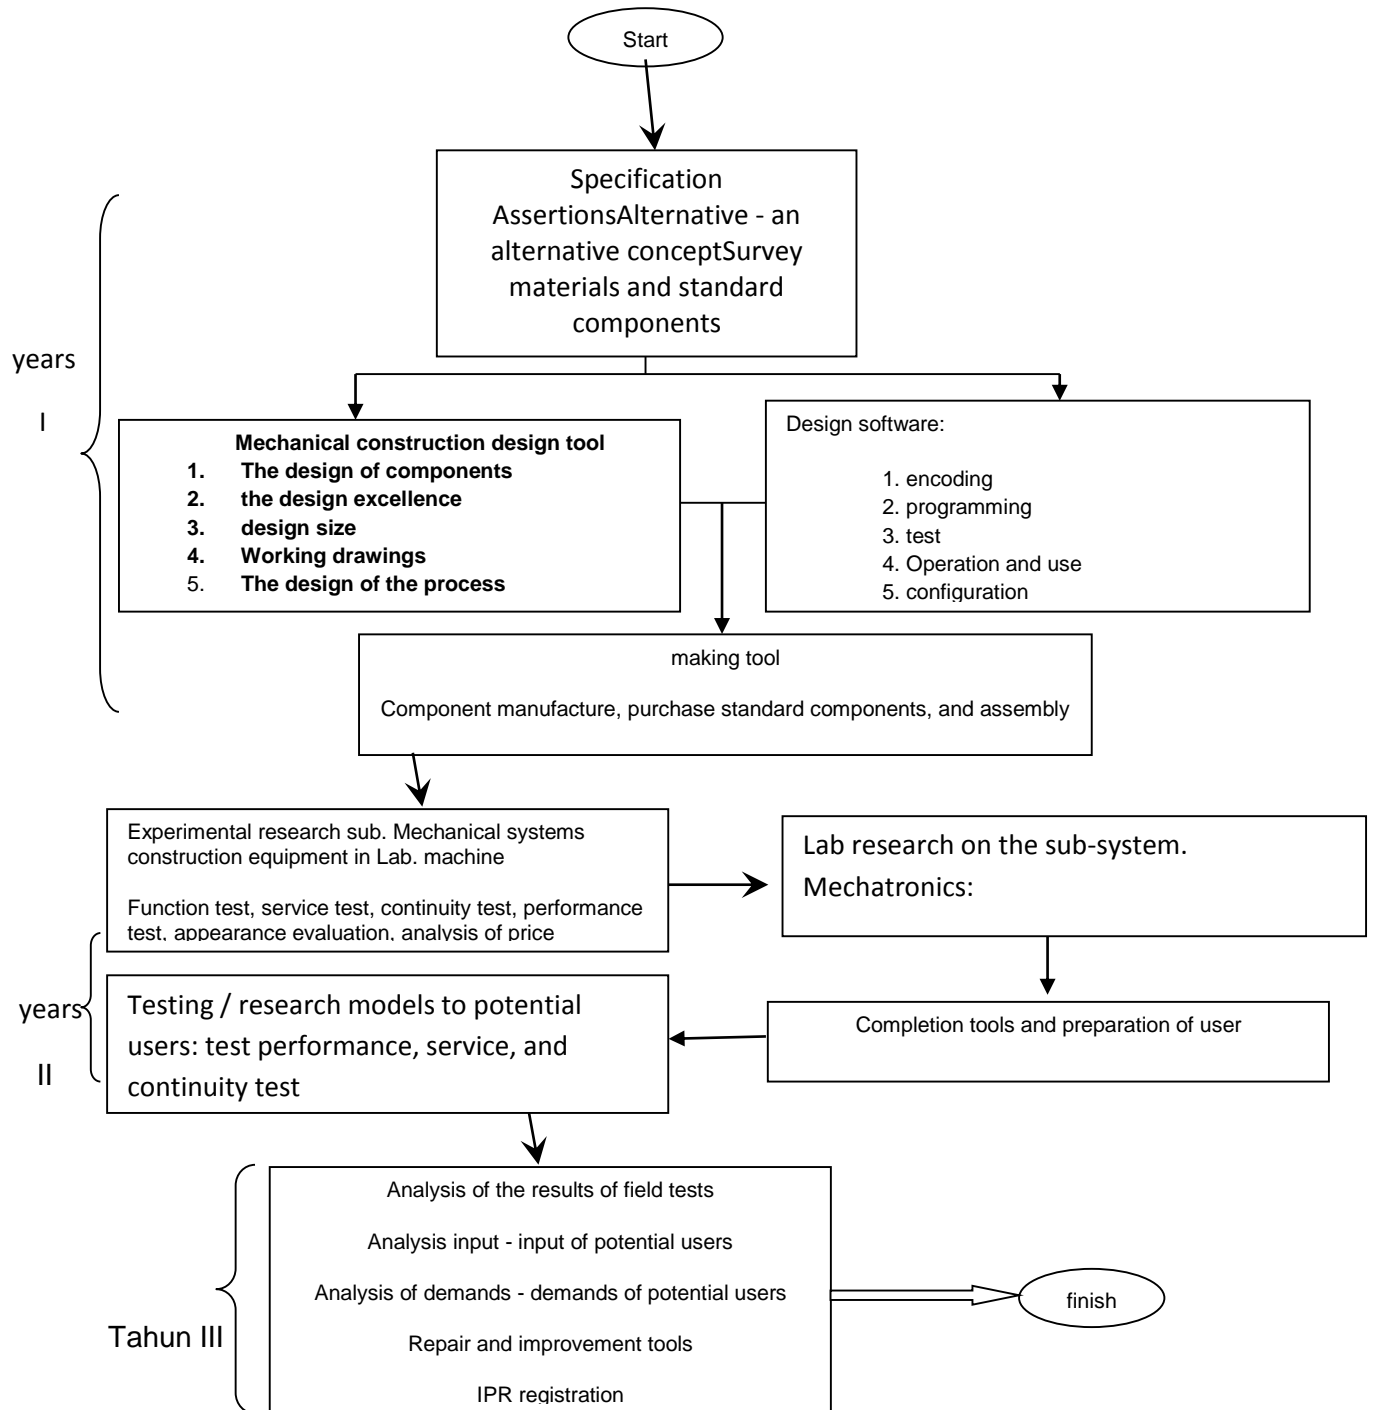 Start
Specification
AssertionsAlternative - an
alternative conceptSurvey
materials and standard
components
years
I
Mechanical construction design tool
1. The design of components
2. the design excellence
3. design size
4. Working drawings
5. The design of the process
Design software:
1. encoding
2. programming
3. test
4. Operation and use
5. configuration
making tool
Component manufacture, purchase standard components, and assembly
Experimental research sub. Mechanical systems
construction equipment in Lab. machine
Function test, service test, continuity test, performance
test, appearance evaluation, analysis of price
Lab research on the sub-system.
Mechatronics:
years
II
Testing / research models to potential
users: test performance, service, and
continuity test
Completion tools and preparation of user
Analysis of the results of field tests
Analysis input - input of potential users
Analysis of demands - demands of potential users
Repair and improvement tools
IPR registration
Tahun III
finish